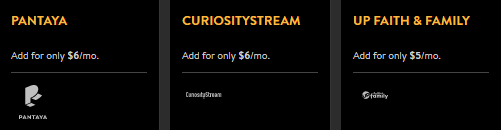 PANTAYA
Add for only $6/mo.
PANTAYA
CURIOSITYSTREAM
Add for only $6/mo.
CuriosityStream
UP FAITH & FAMILY
Add for only $5/mo.
family